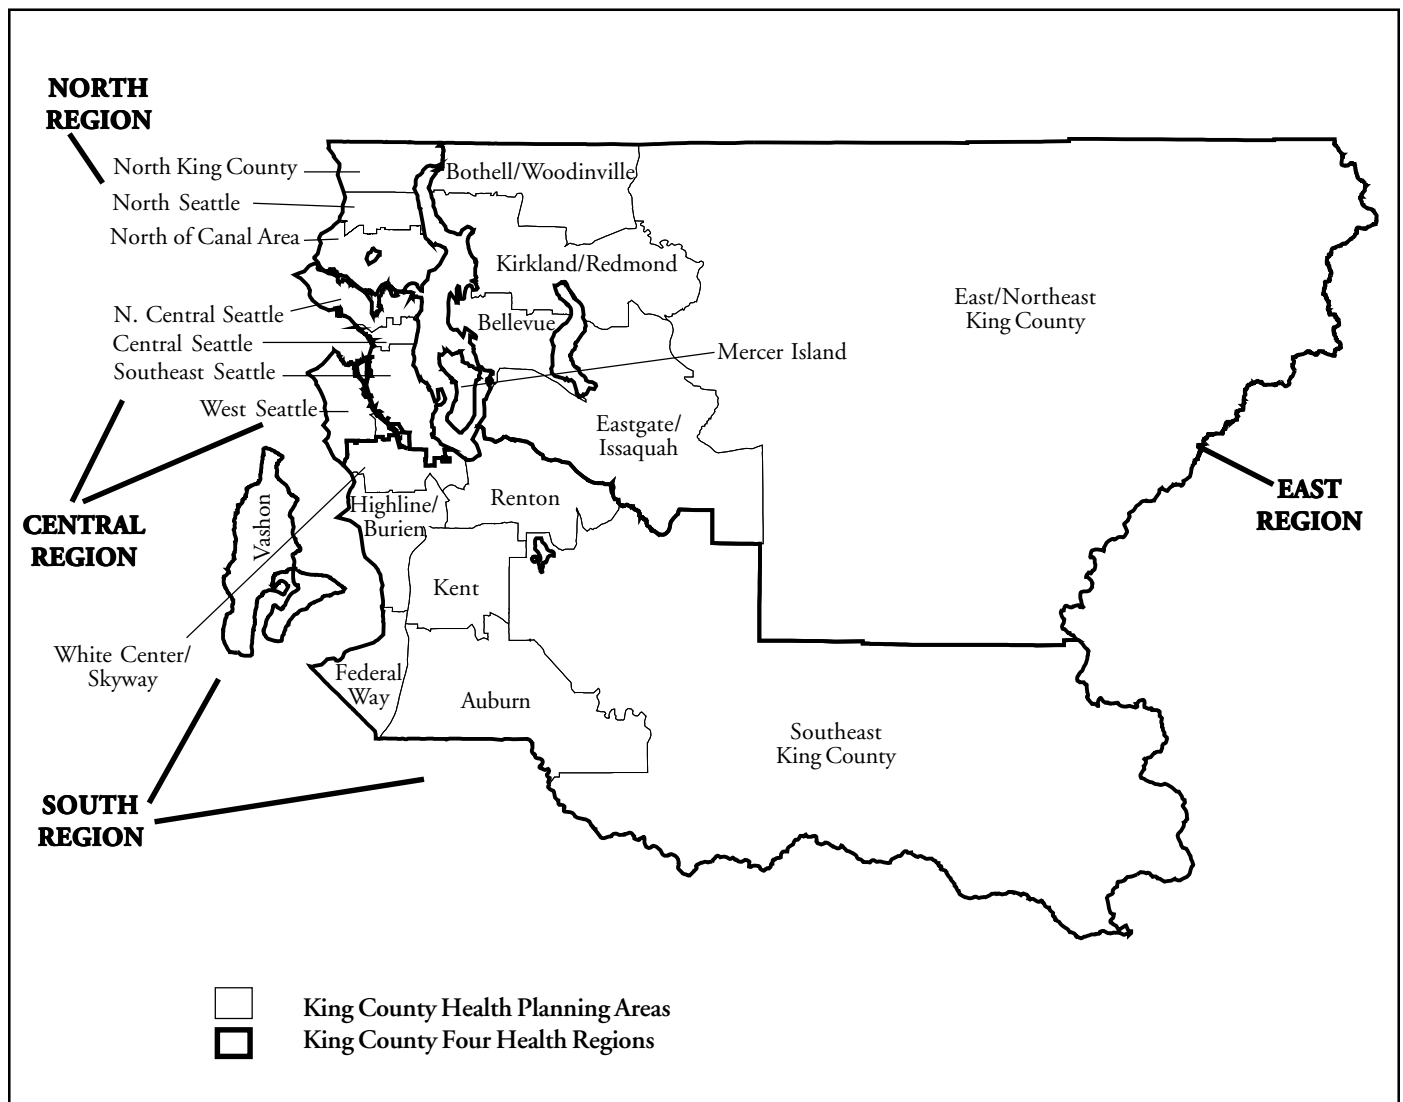 NORTH
REGION
North King County
Bothell/Woodinville
North Seattle
North of Canal Area
Kirkland/Redmond
East/Northeast
King County
N. Central Seattle
Bellevue
Central Seattle
Mercer Island
Southeast Seattle
West Seattle
Eastgate/
Issaquah
EAST
REGION
CENTRAL
REGION
Vashon
Highline/
Burien
Renton
Kent
White Center/
Skyway
Federal
Way
Auburn
Southeast
King County
SOUTH
REGION
King County Health Planning Areas
King County Four Health Regions